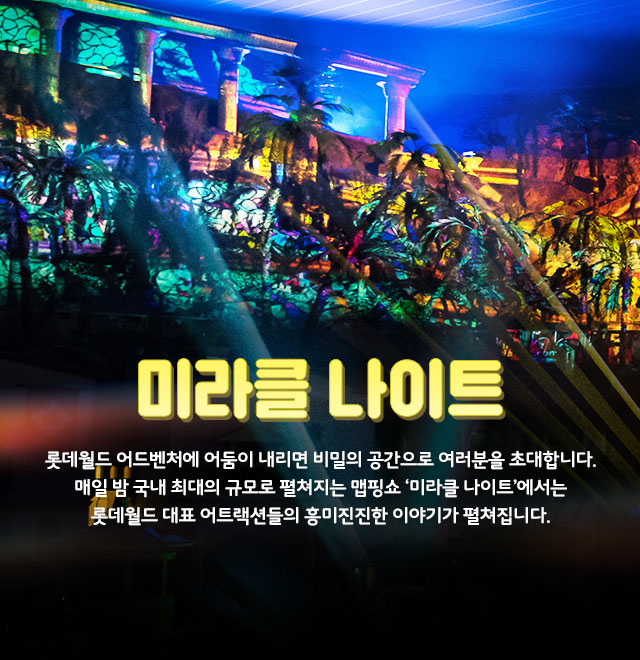 미라클 나이트
롯데월드 어드벤처에 어둠이 내리면 비밀의 공간으로 여러분을 초대합니다.
매일 밤 국내 최대의 규모로 펼쳐지는 맵핑쇼 ‘미라클 나이트’에서는
롯데월드 대표 어트랙션들의 흥미진진한 이야기가 펼쳐집니다.